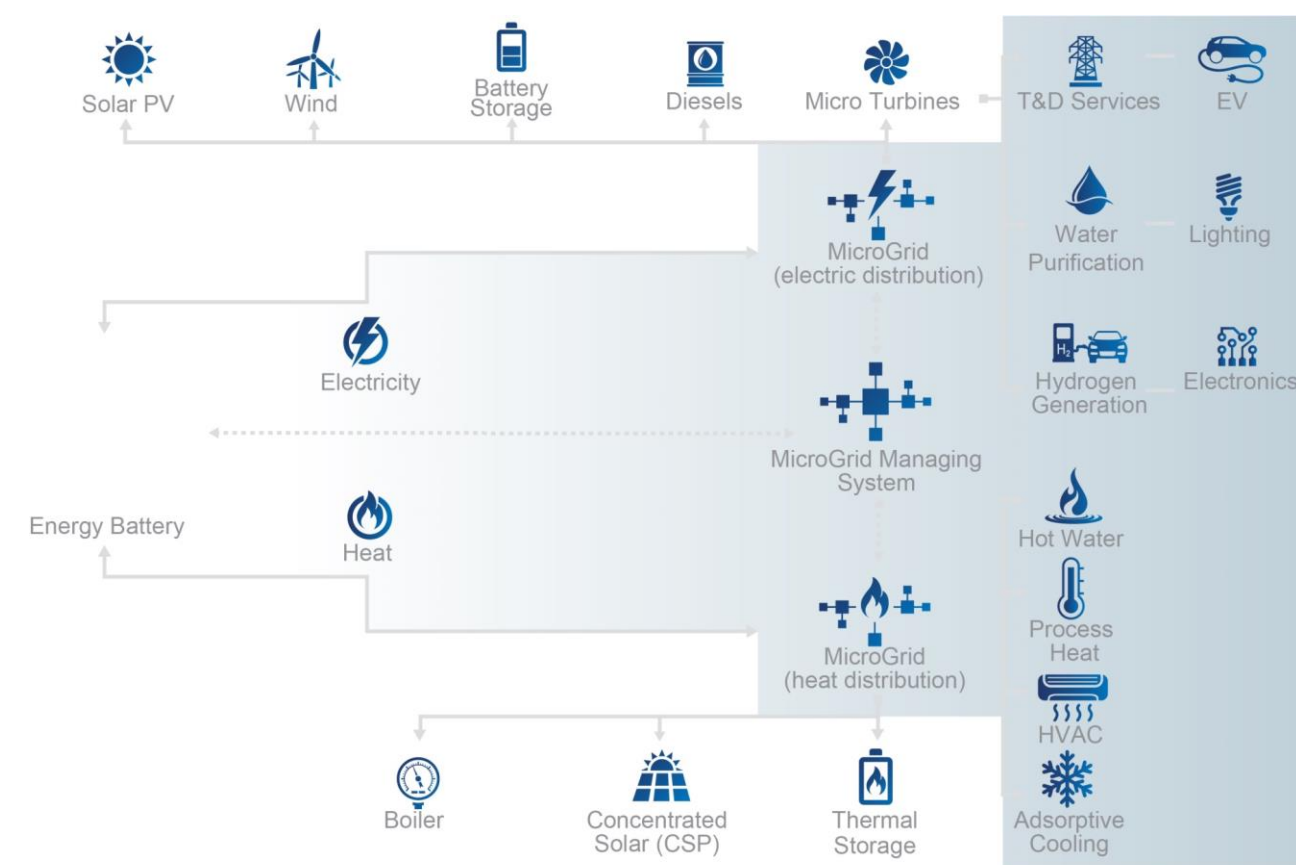 Solar PV
Wind
Battery
Storage
Diesels
Micro Turbines
T&D Services
EV
MicroGrid
(electric distribution)
Water
Purification
Lighting
Electricity
H2
Hydrogen
Generation
Electronics
MicroGrid Managing
System
Energy Battery
Heat
Hot Water
Process
Heat
MicroGrid
(heat distribution)
HVAC
Boiler
Concentrated
Solar (CSP)
Thermal
Storage
Adsorptive
Cooling